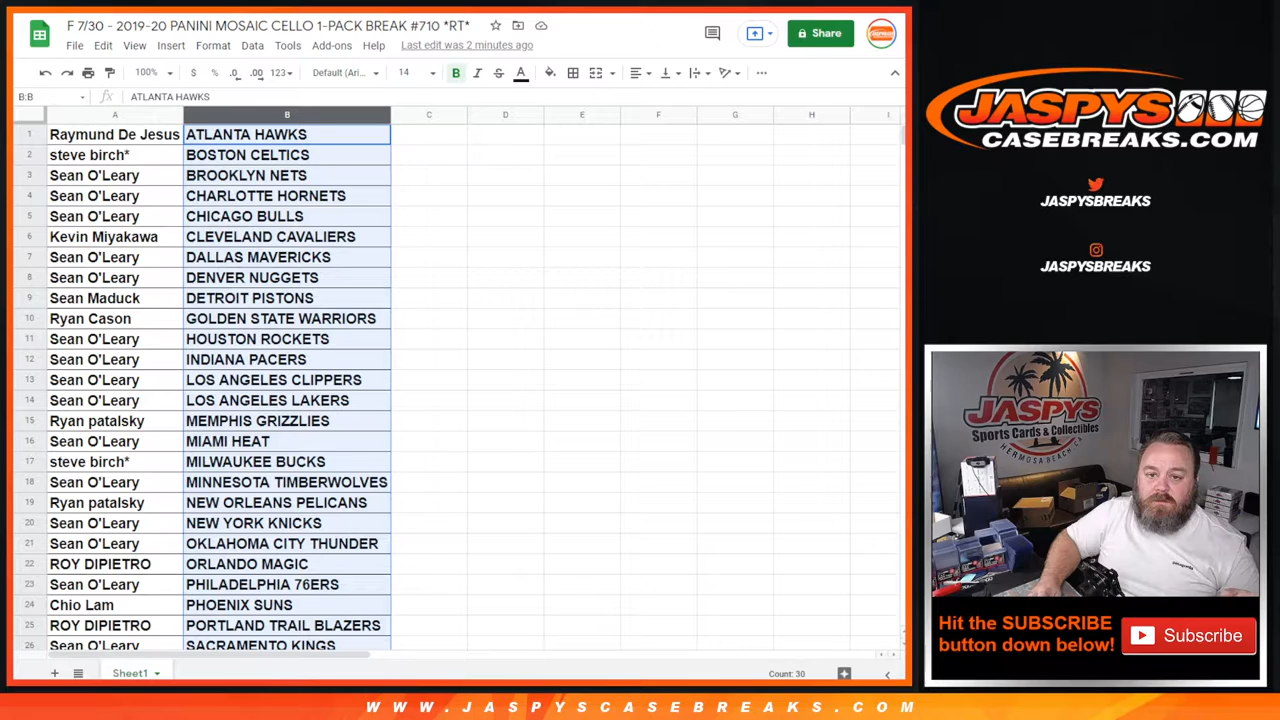 F 7/30 - 2019-20 PANINI MOSAIC CELLO 1-PACK BREAK #710 *RT*
File Edit View Insert Format Data Tools Add-ons Help Last edit was 2 minutes ago
Share
100% $ % .0 .00 123 Default (Ari... 14 B I S A
B:B fx ATLANTA HAWKS
A B C D E F G H I
1 Raymund De Jesus ATLANTA HAWKS
2 steve birch* BOSTON CELTICS
3 Sean O'Leary BROOKLYN NETS
4 Sean O'Leary CHARLOTTE HORNETS
5 Sean O'Leary CHICAGO BULLS
6 Kevin Miyakawa CLEVELAND CAVALIERS
7 Sean O'Leary DALLAS MAVERICKS
8 Sean O'Leary DENVER NUGGETS
9 Sean Maduck DETROIT PISTONS
10 Ryan Cason GOLDEN STATE WARRIORS
11 Sean O'Leary HOUSTON ROCKETS
12 Sean O'Leary INDIANA PACERS
13 Sean O'Leary LOS ANGELES CLIPPERS
14 Sean O'Leary LOS ANGELES LAKERS
15 Ryan patalsky MEMPHIS GRIZZLIES
16 Sean O'Leary MIAMI HEAT
17 steve birch* MILWAUKEE BUCKS
18 Sean O'Leary MINNESOTA TIMBERWOLVES
19 Ryan patalsky NEW ORLEANS PELICANS
20 Sean O'Leary NEW YORK KNICKS
21 Sean O'Leary OKLAHOMA CITY THUNDER
22 ROY DIPIETRO ORLANDO MAGIC
23 Sean O'Leary PHILADELPHIA 76ERS
24 Chio Lam PHOENIX SUNS
25 ROY DIPIETRO PORTLAND TRAIL BLAZERS
26 Sean O'Leary SACRAMENTO KINGS
Sheet1
Count: 30
JASPYS
CASEBREAKS.COM
JASPYSBREAKS
JASPYSBREAKS
JASPYS
Sports Cards & Collectibles
HERMOSA BEACH CA
patagonia
Hit the SUBSCRIBE
button down below!
Subscribe
WWW.JASPYSCASEBREAKS.COM